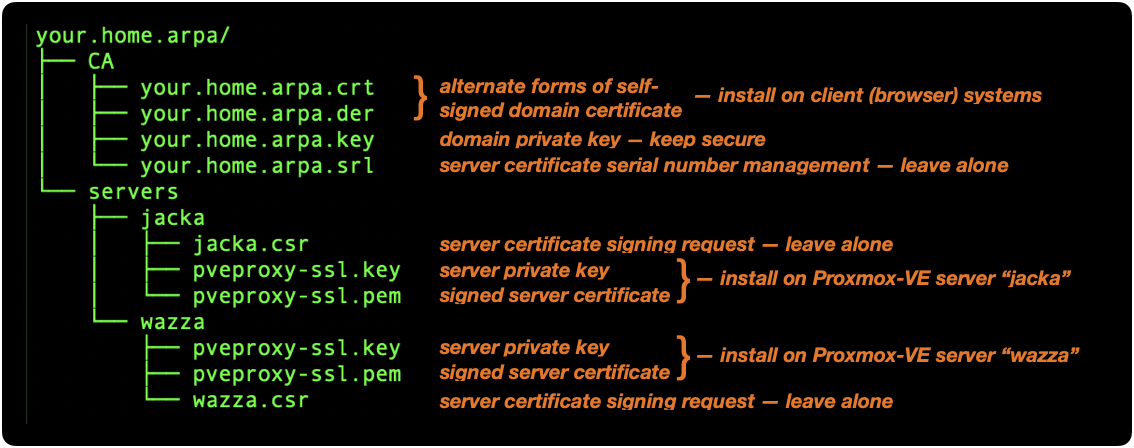 your.home.arpa/
├── CA
│   ├── your.home.arpa.crt } alternate forms of self-
│   ├── your.home.arpa.der signed domain certificate — install on client (browser) systems
│   ├── your.home.arpa.key domain private key — keep secure
│   └── your.home.arpa.srl server certificate serial number management — leave alone
└── servers
    ├── jacka
    │   ├── jacka.csr server certificate signing request — leave alone
    │   ├── pveproxy-ssl.key server private key } — install on Proxmox-VE server “jacka”
    │   └── pveproxy-ssl.pem signed server certificate
    └── wazza
        ├── pveproxy-ssl.key server private key } — install on Proxmox-VE server “wazza”
        ├── pveproxy-ssl.pem signed server certificate
        └── wazza.csr server certificate signing request — leave alone